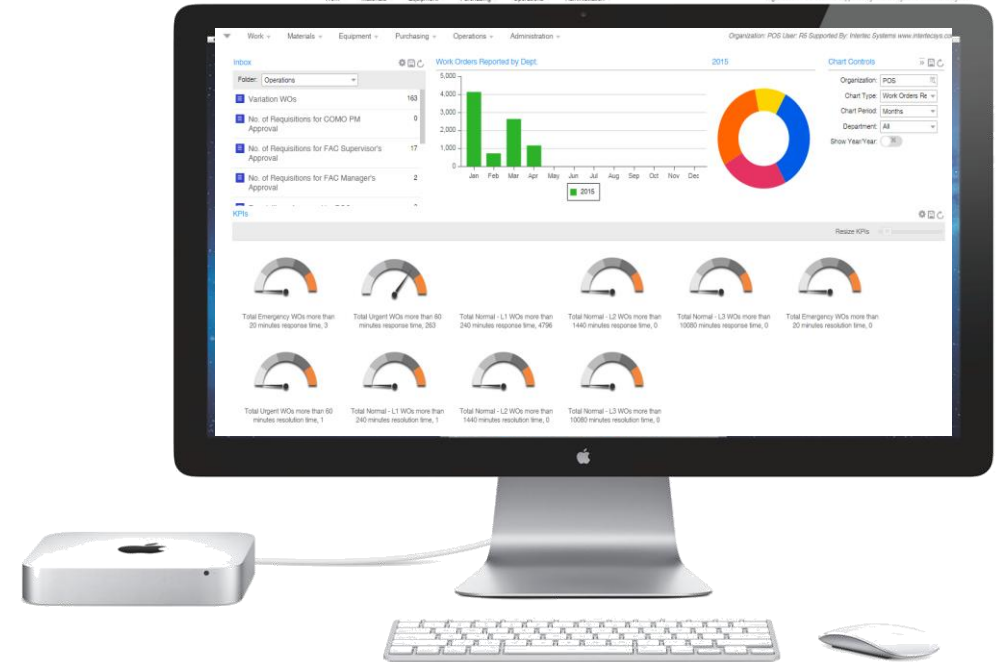 Work Materials Equipment Purchasing Operations Administration
Work Materials Equipment Purchasing Operations Administration
Organization: POS User: R5 Supported By: Intertec Systems www.intertecsys.com
Inbox
Folder: Operations
Variation WOs 163
No. of Requisitions for COMO PM 0
Approval
No. of Requisitions for FAC Supervisor's 17
Approval
No. of Requisitions for FAC Manager's 2
Approval
Work Orders Reported by Dept.
5,000
4,000
3,000
2,000
1,000
0
Jan Feb Mar Apr May Jun Jul Aug Sep Oct Nov Dec
2015
2015
Chart Controls
Organization: POS
Chart Type: Work Orders Re
Chart Period: Months
Department: All
Show Year/Year:
KPIs
Resize KPIs
Total Emergency WOs more than
20 minutes response time, 3
Total Urgent WOs more than 60
minutes response time, 263
Total Normal - L1 WOs more than
240 minutes response time, 4796
Total Normal - L2 WOs more than
1440 minutes response time, 0
Total Normal - L3 WOs more than
10080 minutes response time, 0
Total Emergency WOs more than
20 minutes resolution time, 0
Total Urgent WOs more than 60
minutes resolution time, 1
Total Normal - L1 WOs more than
240 minutes resolution time, 1
Total Normal - L2 WOs more than
1440 minutes resolution time, 0
Total Normal - L3 WOs more than
10080 minutes resolution time, 0